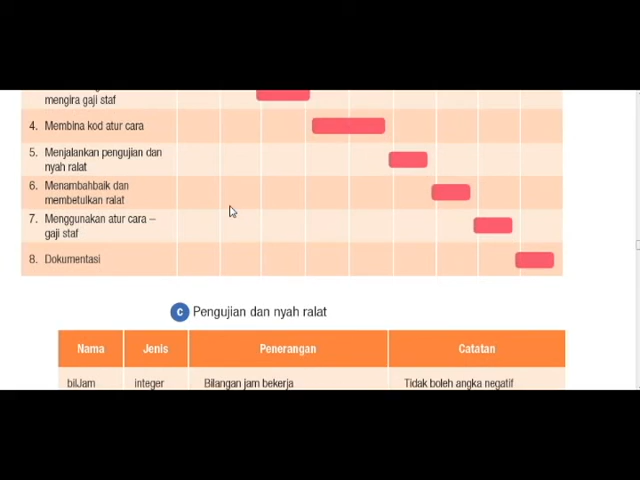 mengira gaji staf
4. Membina kod atur cara
5. Menjalankan pengujian dan
nyah ralat
6. Menambahbaik dan
membetulkan ralat
7. Menggunakan atur cara –
gaji staf
8. Dokumentasi
C Pengujian dan nyah ralat
Nama Jenis Penerangan Catatan
bilJam integer Bilangan jam bekerja Tidak boleh angka negatif